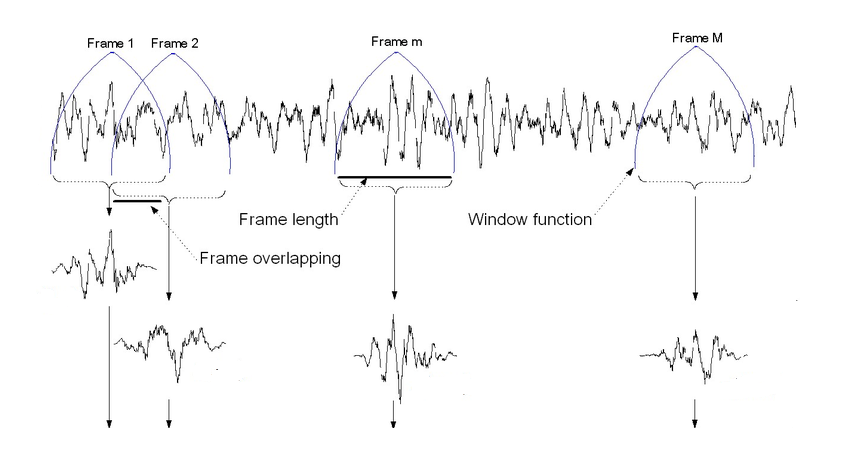 Frame 1
Frame 2
Frame m
Frame M
Frame length
Window function
Frame overlapping